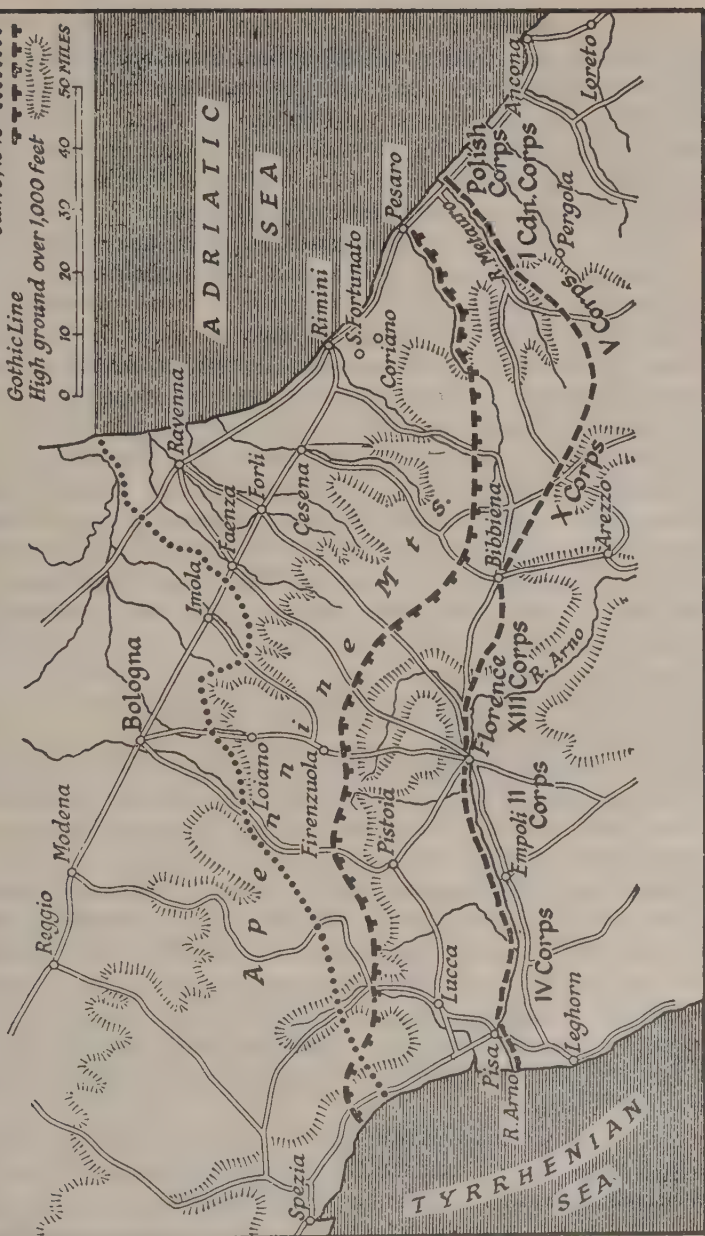 Gothic Line
High ground over 1,000 feet
0 10 20 30 40 50 MILES
ADRIATIC
SEA
Reggio
Modena
Bologna
Imola
Faenza
Ravenna
Forli
Cesena
Rimini
S. Fortunato
Coriano
Pesaro
Spezia
Apennine Mts.
Loiano
Firenzuola
Pistoia
Lucca
Pisa
R. Arno
Leghorn
IV Corps
Empoli
II
Corps
Florence
XIII Corps
R. Arno
Bibbiena
Arezzo
X Corps
V Corps
R. Metauro
I Cdn. Corps
Polish
Corps
Pergola
Ancona
Loreto
TYRRHENIAN
SEA